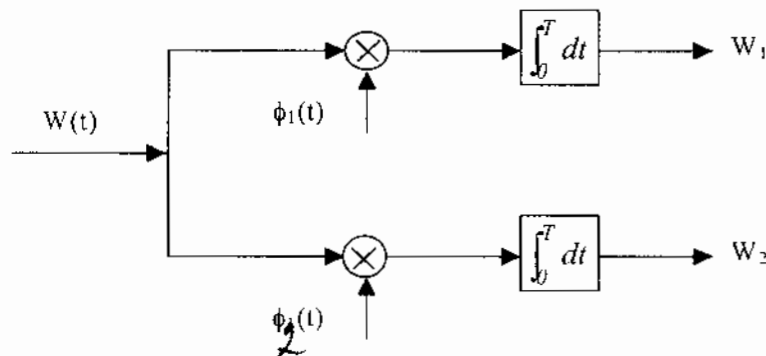 ∫₀ᵀ dt
W₁
ϕ₁(t)
W(t)
∫₀ᵀ dt
W₂
ϕ₂(t)